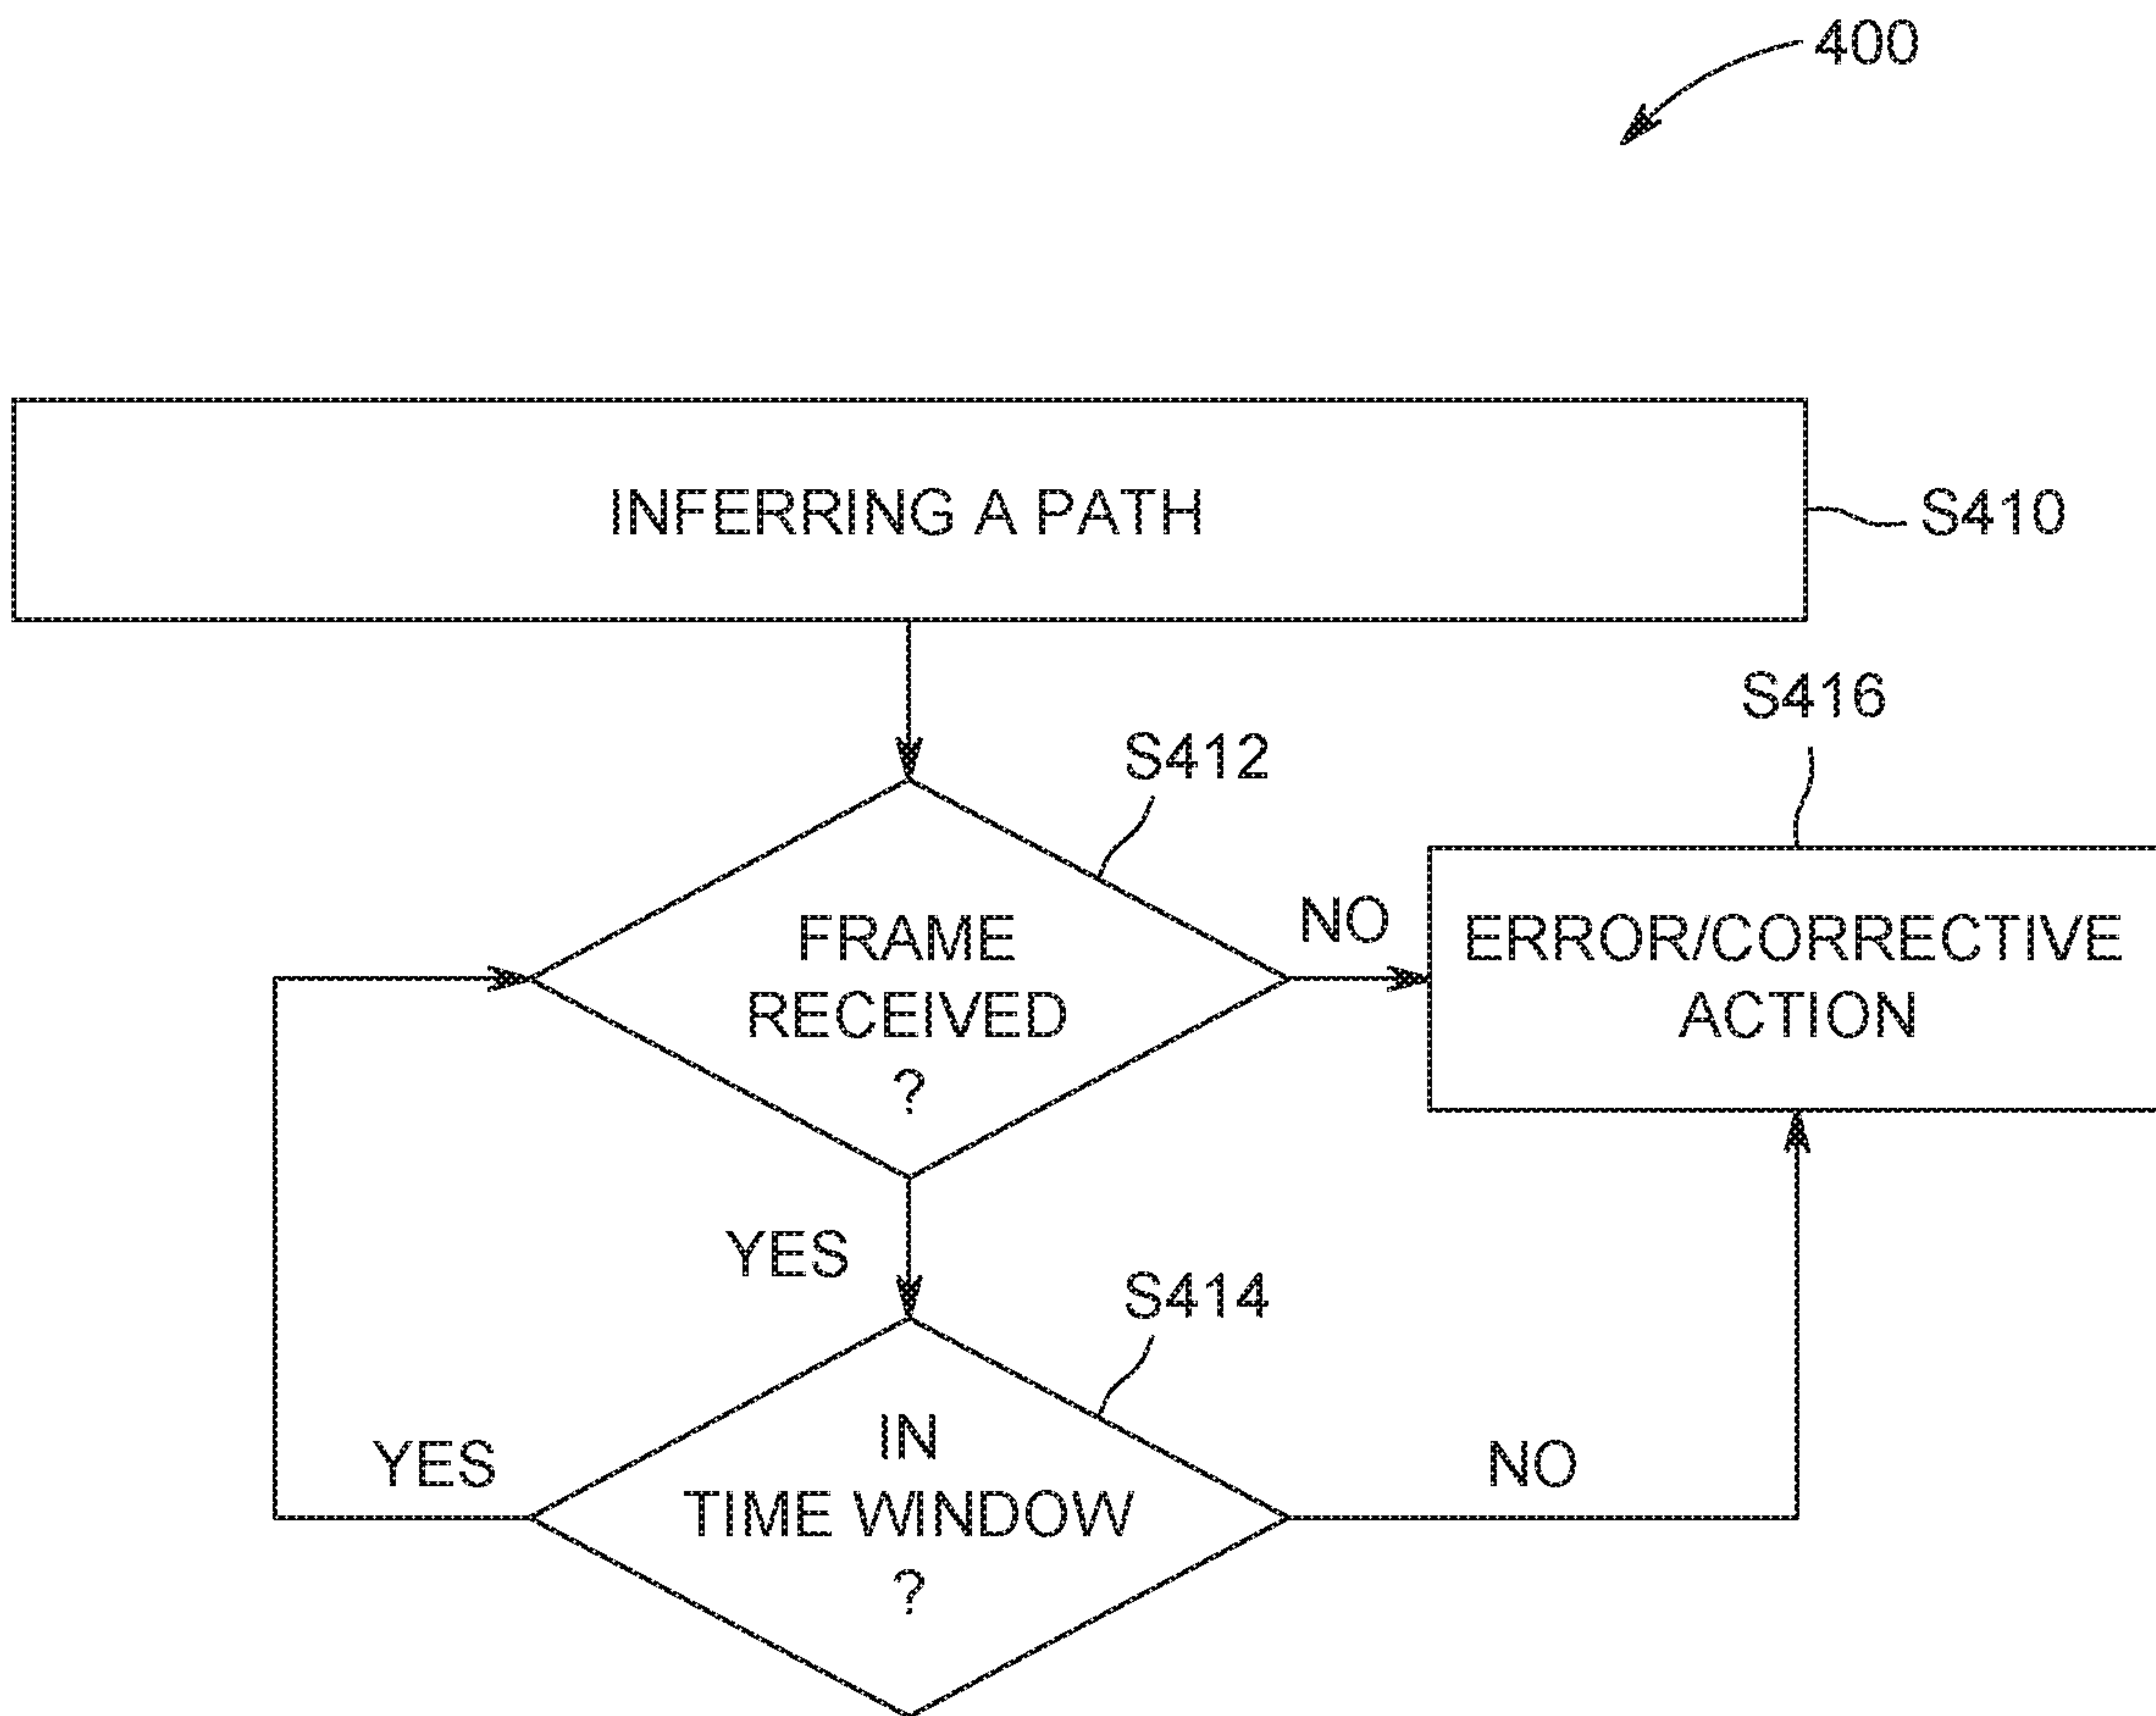 400
INFERRING A PATH
S410
S412
S416
FRAME
RECEIVED
?
NO
ERROR/CORRECTIVE
ACTION
YES
S414
IN
TIME WINDOW
?
YES
NO